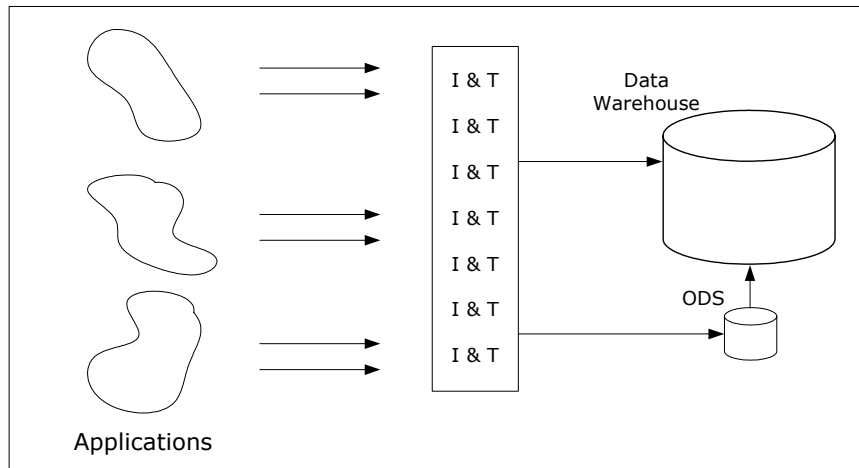 I & T
I & T
I & T
I & T
I & T
I & T
I & T
Data
Warehouse
ODS
Applications